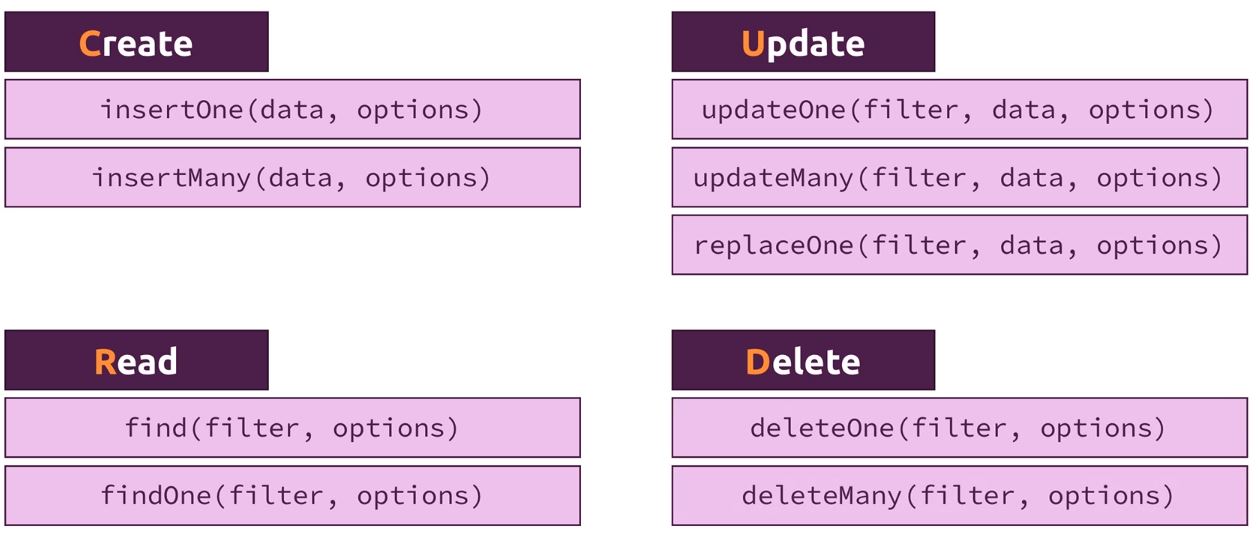 Create
insertOne(data, options)
insertMany(data, options)
Update
updateOne(filter, data, options)
updateMany(filter, data, options)
replaceOne(filter, data, options)
Read
find(filter, options)
findOne(filter, options)
Delete
deleteOne(filter, options)
deleteMany(filter, options)